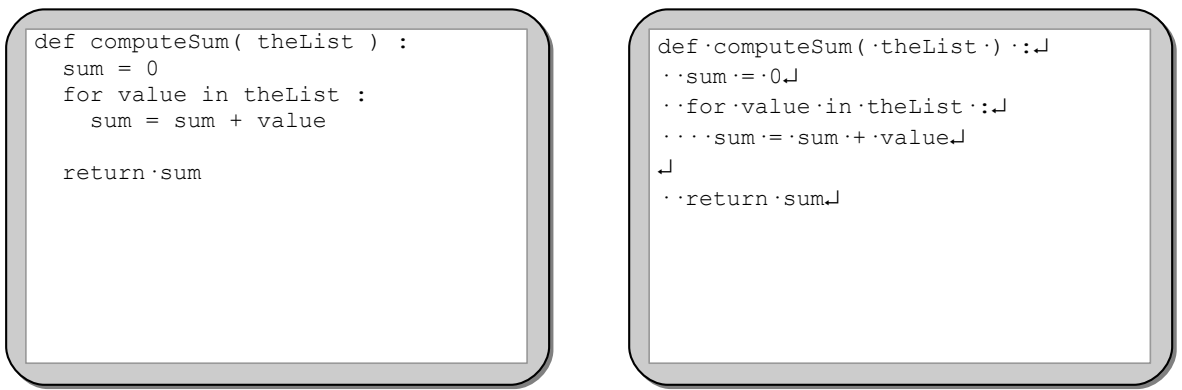 def computeSum( theList ) :
  sum = 0
  for value in theList :
    sum = sum + value

  return·sum

def·computeSum(·theList·)·:↵
··sum·=·0↵
··for·value·in·theList·:↵
····sum·=·sum·+·value↵
↵
··return·sum↵